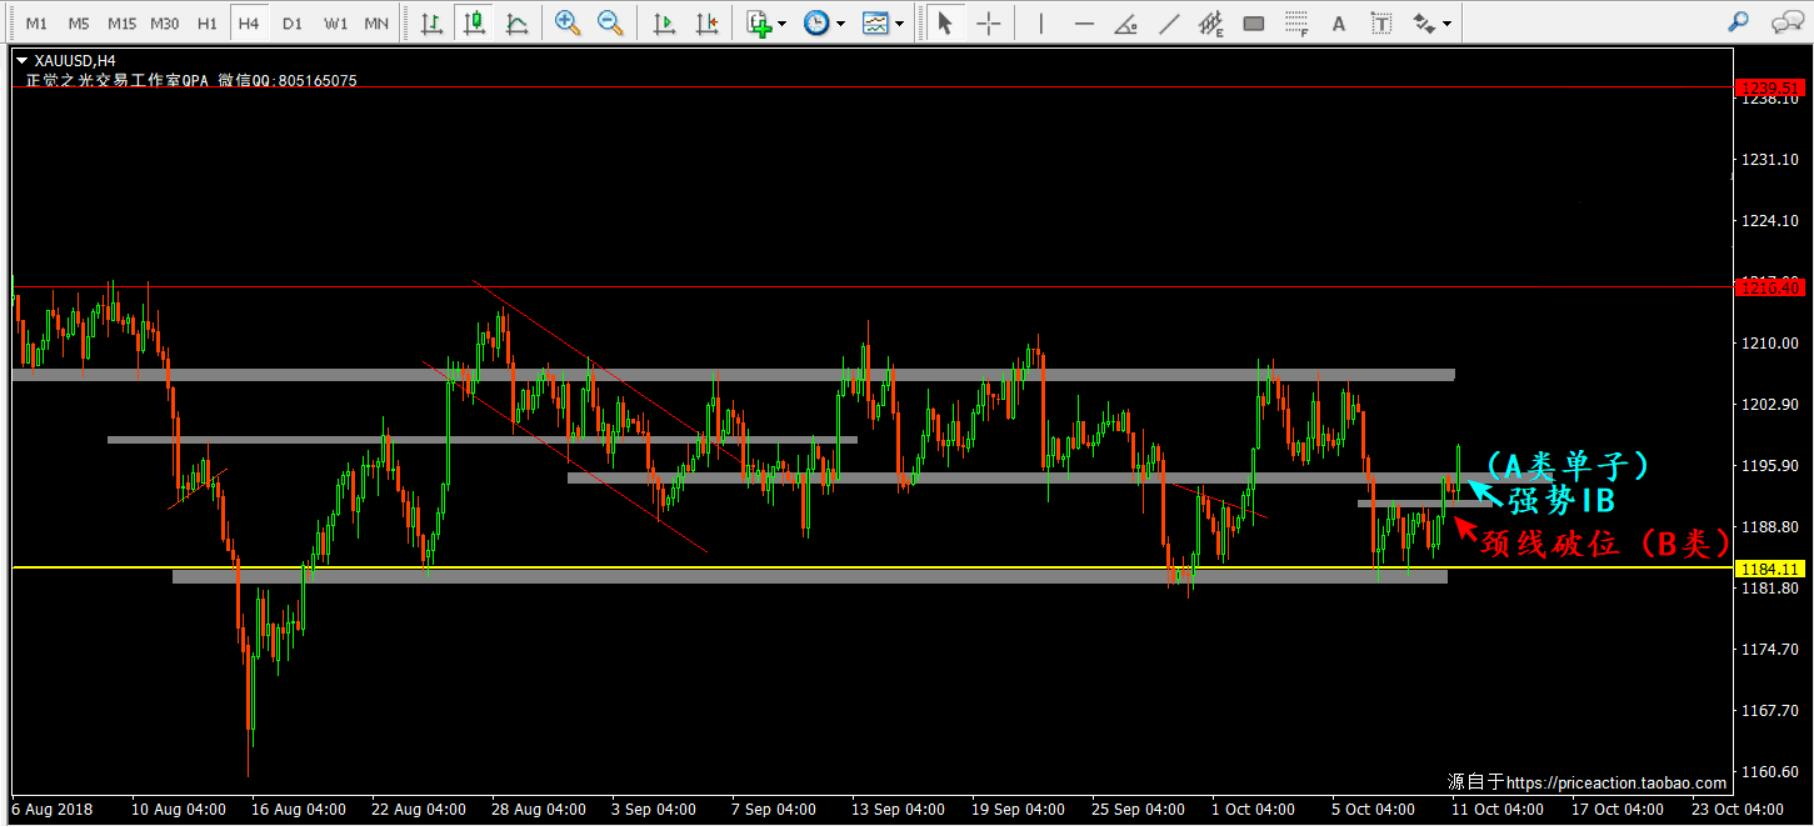 M1 M5 M15 M30 H1 H4 D1 W1 MN
XAUUSD,H4
正觉之光交易工作室QPA 微信QQ:805165075
1239.51
1238.10
1231.10
1224.10
1216.40
1210.00
1202.90
1195.90
(A类单子)
强势IB
1188.80
颈线破位(B类)
1184.11
1181.80
1174.70
1167.70
1160.60
源自于https://priceaction.taobao.com
6 Aug 2018 10 Aug 04:00 16 Aug 04:00 22 Aug 04:00 28 Aug 04:00 3 Sep 04:00 7 Sep 04:00 13 Sep 04:00 19 Sep 04:00 25 Sep 04:00 1 Oct 04:00 5 Oct 04:00 11 Oct 04:00 17 Oct 04:00 23 Oct 04:00